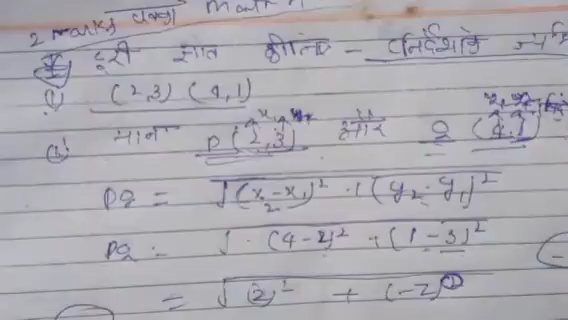 2 marks वाला Math
दूरी ज्ञात कीजिए - निर्देशांक
(1) (2,3) (4,1)
माना P(2,3) और Q (4,1)
PQ = √(x₂-x₁)² + (y₂-y₁)²
PQ = √(4-2)² + (1-3)²
= √(2)² + (-2)²